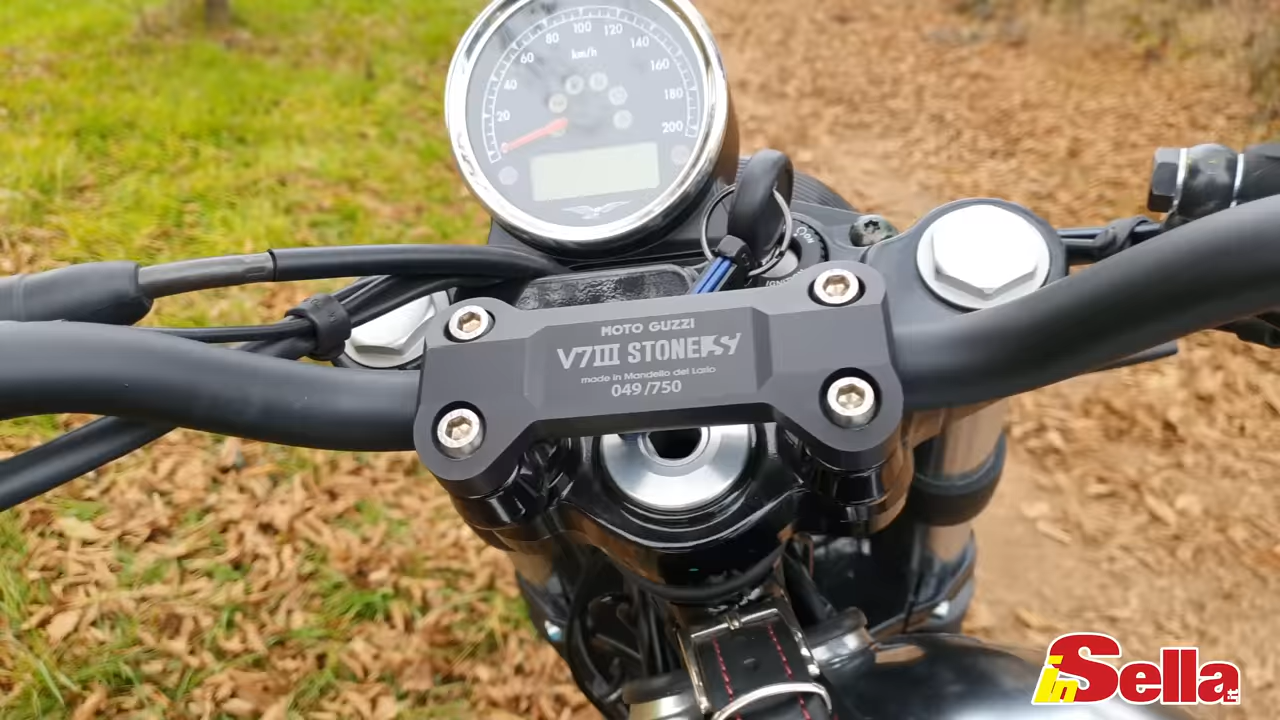 80 100 120
60 km/h 140
40 160
20 180
200
MOTO GUZZI
V7III STONE
made in Mandello del Lario
049/750
inSella.it